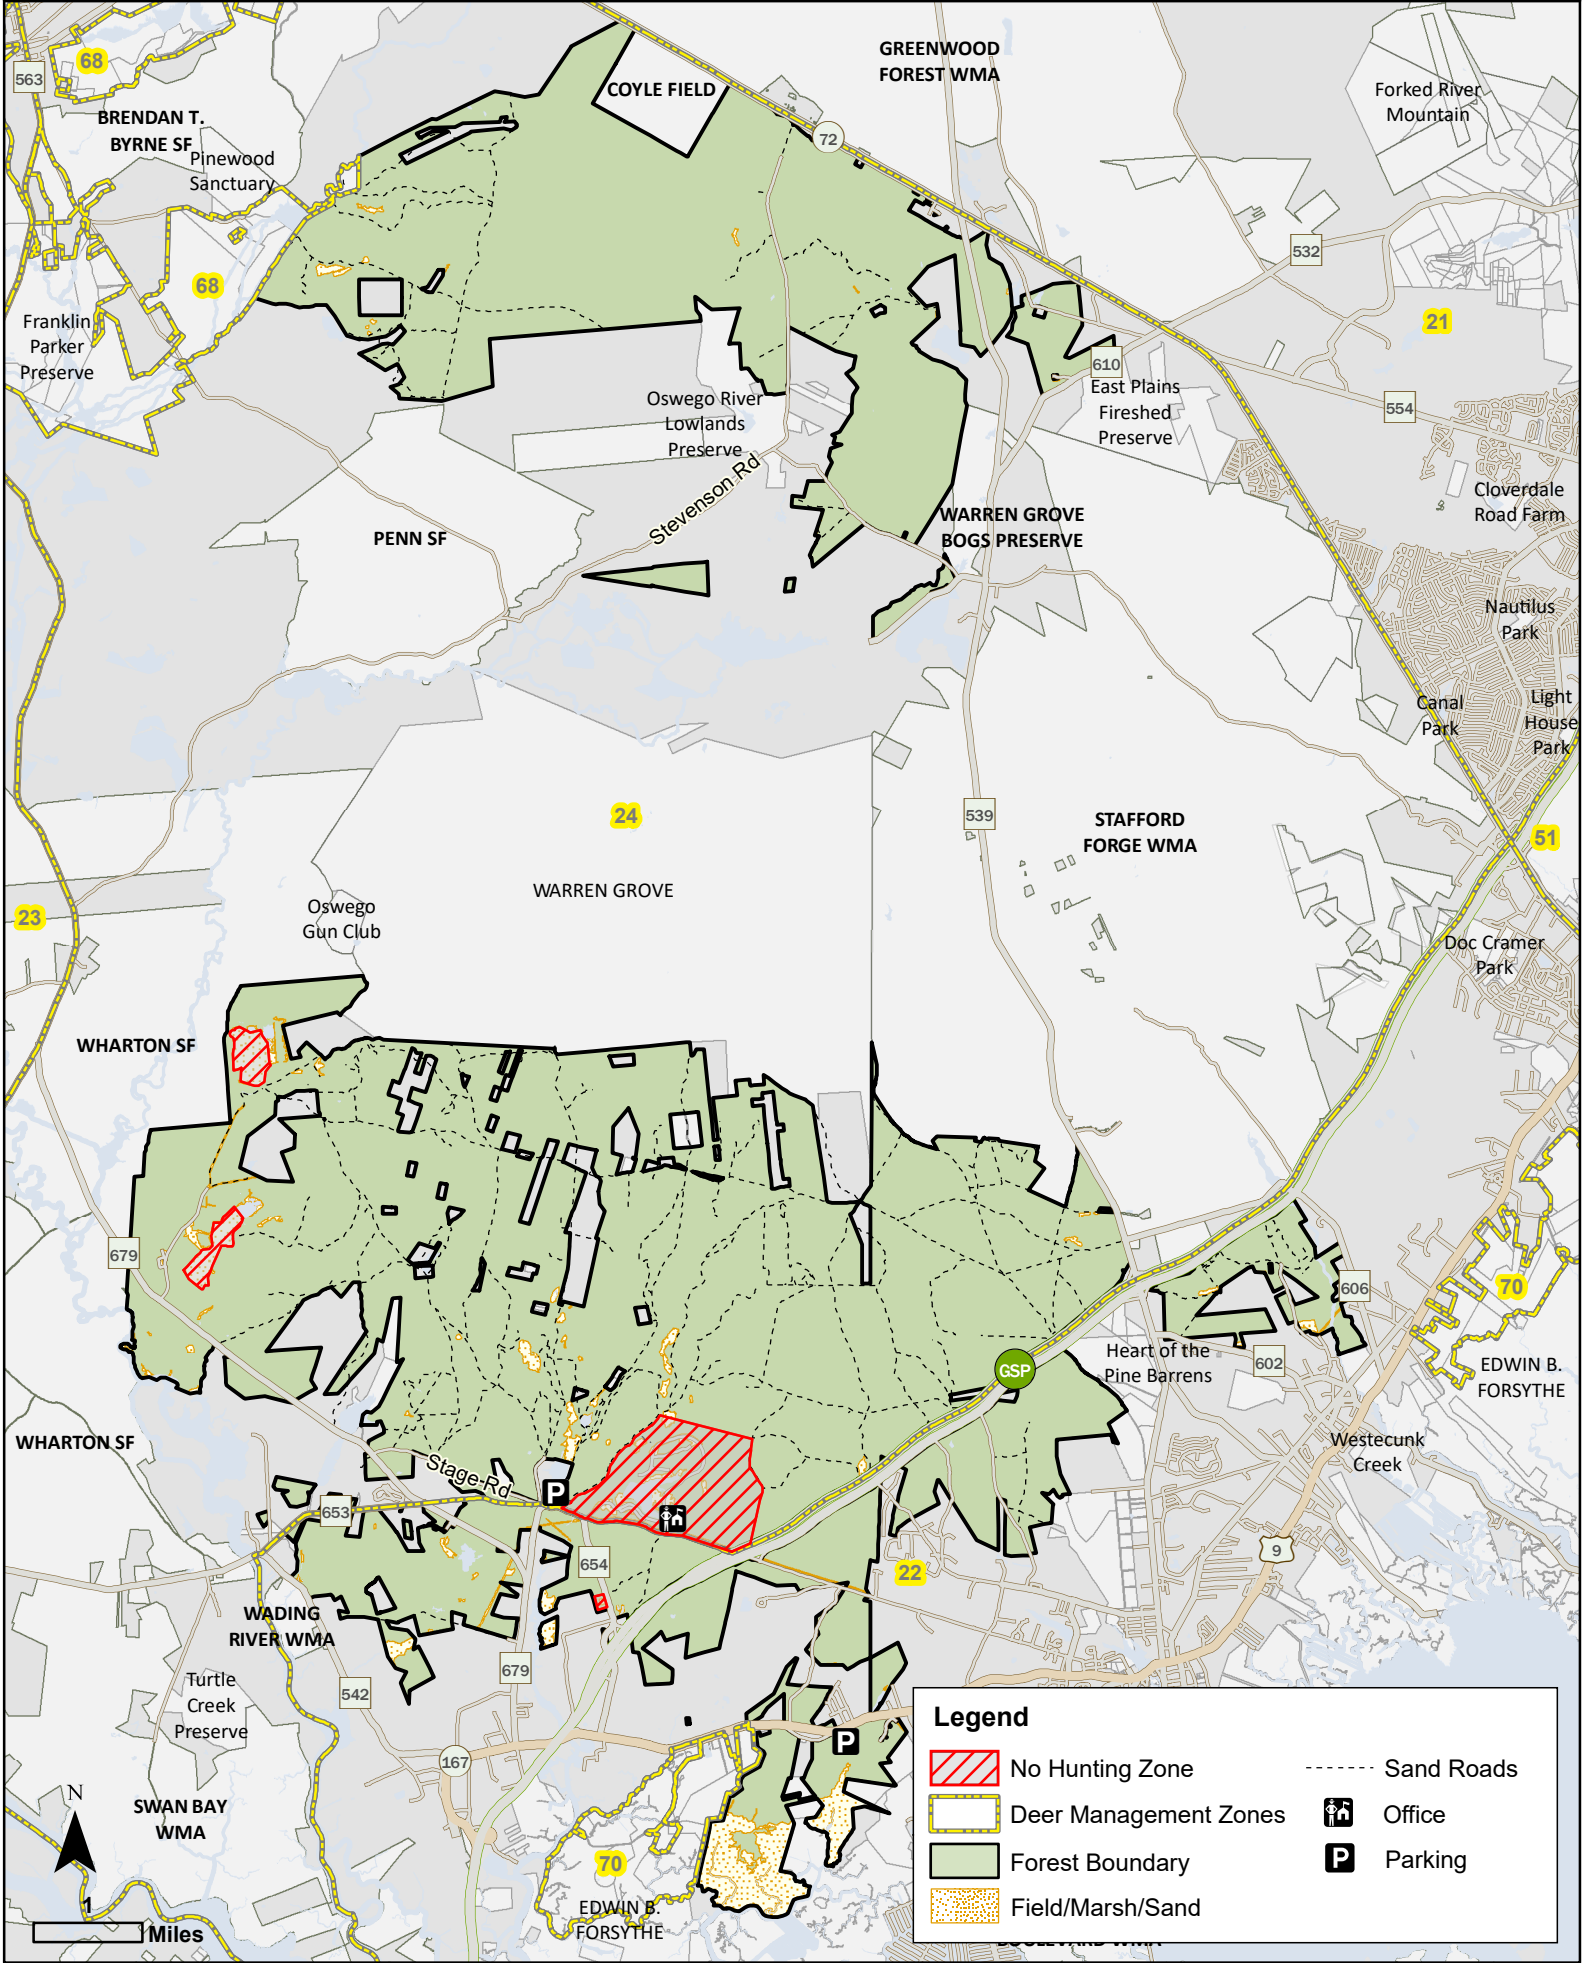 GREENWOOD
FOREST WMA
68
563
COYLE FIELD
Forked River
Mountain
BRENDAN T.
BYRNE SF
72
Pinewood
Sanctuary
532
68
21
Franklin
Parker
Preserve
610
East Plains
Fireshed
Preserve
Oswego River
Lowlands
Preserve
554
Stevenson Rd
Cloverdale
Road Farm
WARREN GROVE
BOGS PRESERVE
PENN SF
Nautilus
Park
Canal
Park
Light
House
Park
24
539
STAFFORD
FORGE WMA
51
WARREN GROVE
23
Oswego
Gun Club
Doc Cramer
Park
WHARTON SF
679
606
70
Heart of the
Pine Barrens
602
GSP
EDWIN B.
FORSYTHE
WHARTON SF
Westecunk
Creek
Stage Rd
P
653
9
654
22
WADING
RIVER WMA
679
542
Turtle
Creek
Preserve
167
P
N
SWAN BAY
WMA
70
EDWIN B.
FORSYTHE
1
Miles
Legend
No Hunting Zone
Sand Roads
Deer Management Zones
Office
Forest Boundary
P
Parking
Field/Marsh/Sand